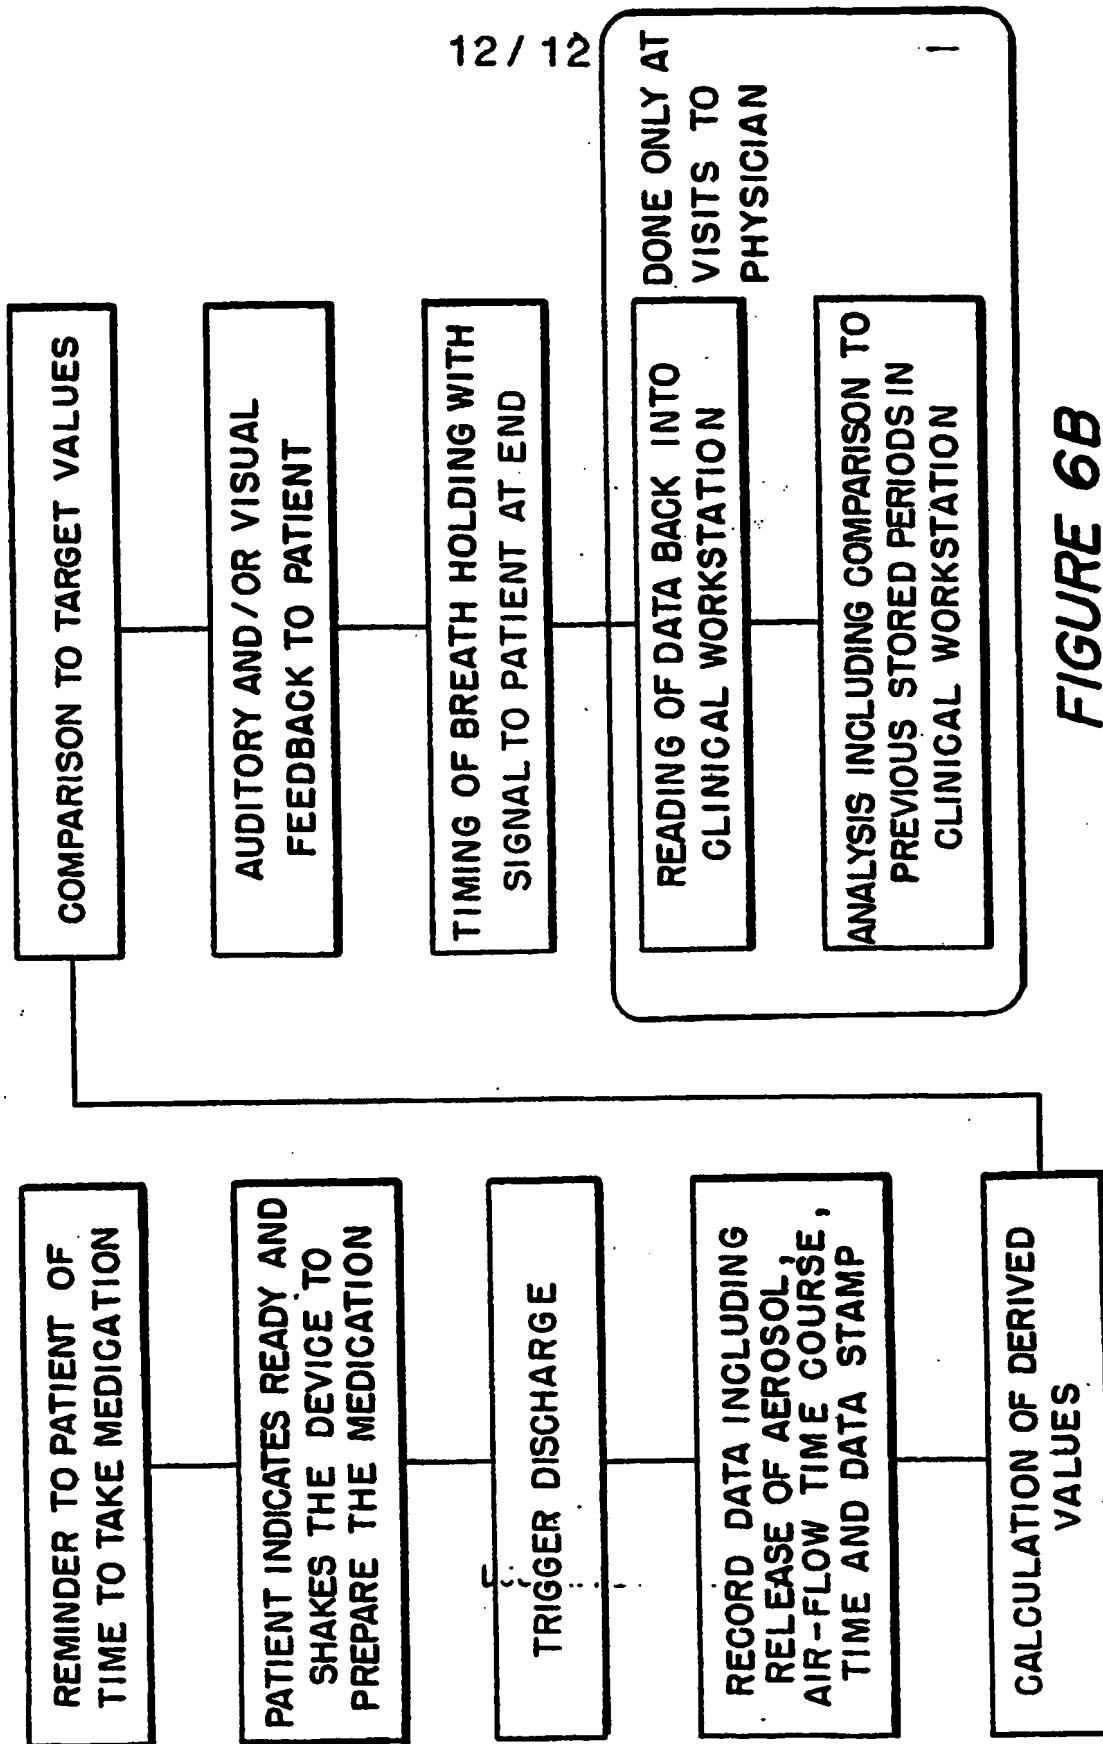 12/12
REMINDER TO PATIENT OF
TIME TO TAKE MEDICATION
PATIENT INDICATES READY AND
SHAKES THE DEVICE TO
PREPARE THE MEDICATION
TRIGGER DISCHARGE
RECORD DATA INCLUDING
RELEASE OF AEROSOL,
AIR-FLOW TIME COURSE,
TIME AND DATA STAMP
CALCULATION OF DERIVED
VALUES
COMPARISON TO TARGET VALUES
AUDITORY AND/OR VISUAL
FEEDBACK TO PATIENT
TIMING OF BREATH HOLDING WITH
SIGNAL TO PATIENT AT END
READING OF DATA BACK INTO
CLINICAL WORKSTATION
DONE ONLY AT
VISITS TO
PHYSICIAN
ANALYSIS INCLUDING COMPARISON TO
PREVIOUS STORED PERIODS IN
CLINICAL WORKSTATION
FIGURE 6B